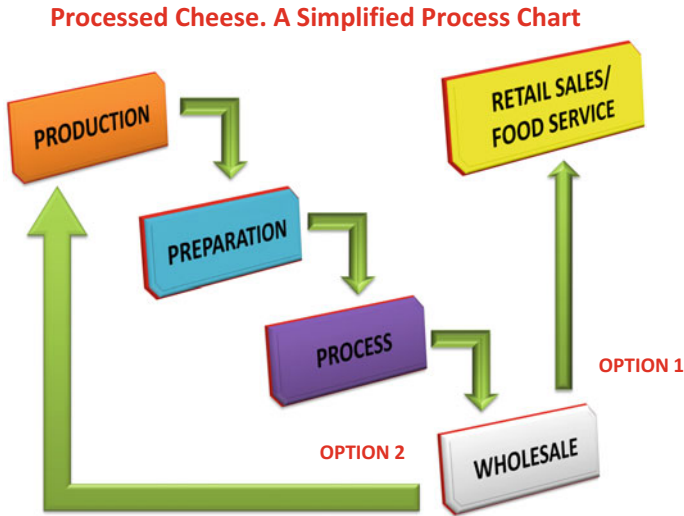 Processed Cheese. A Simplified Process Chart
PRODUCTION
RETAIL SALES/
FOOD SERVICE
PREPARATION
PROCESS
OPTION 1
OPTION 2
WHOLESALE